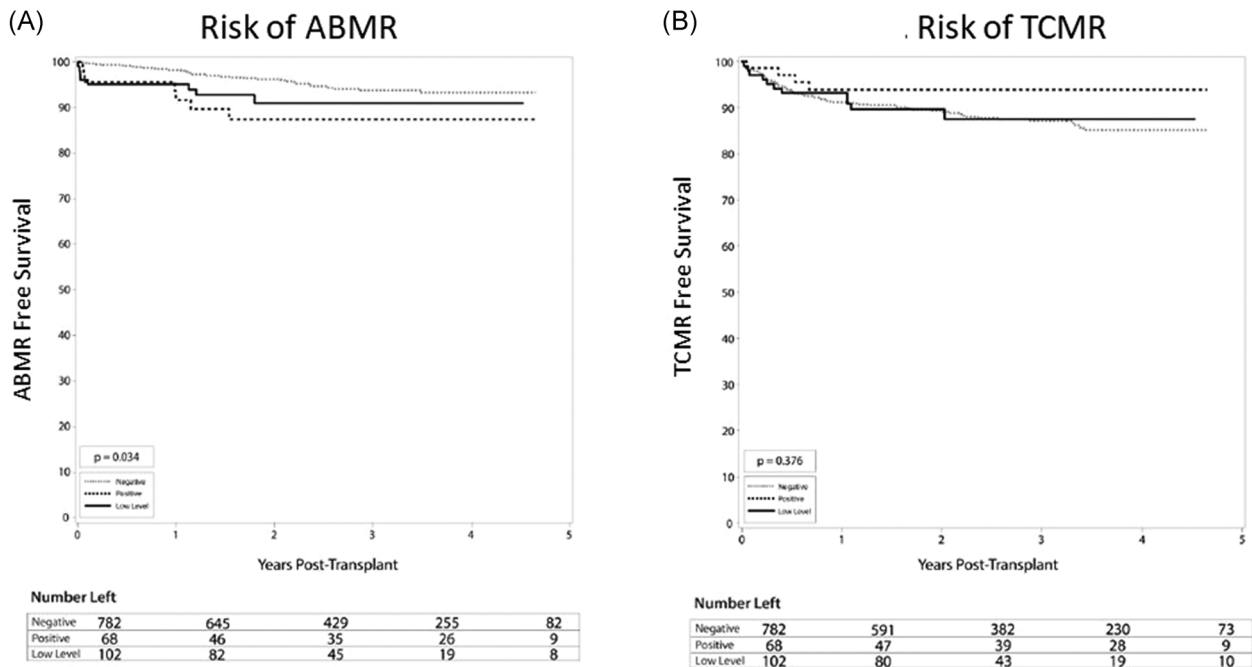 (A)
Risk of ABMR
100
90
80
70
60
50
40
30
20
10
0
ABMR Free Survival
p = 0.034
Negative
Positive
Low Level
0 1 2 3 4 5
Years Post-Transplant
Number Left
Negative 782 645 429 255 82
Positive 68 46 35 26 9
Low Level 102 82 45 19 8
(B)
. Risk of TCMR
100
90
80
70
60
50
40
30
20
10
0
TCMR Free Survival
p = 0.376
Negative
Positive
Low Level
0 1 2 3 4 5
Years Post-Transplant
Number Left
Negative 782 591 382 230 73
Positive 68 47 39 28 9
Low Level 102 80 43 19 10